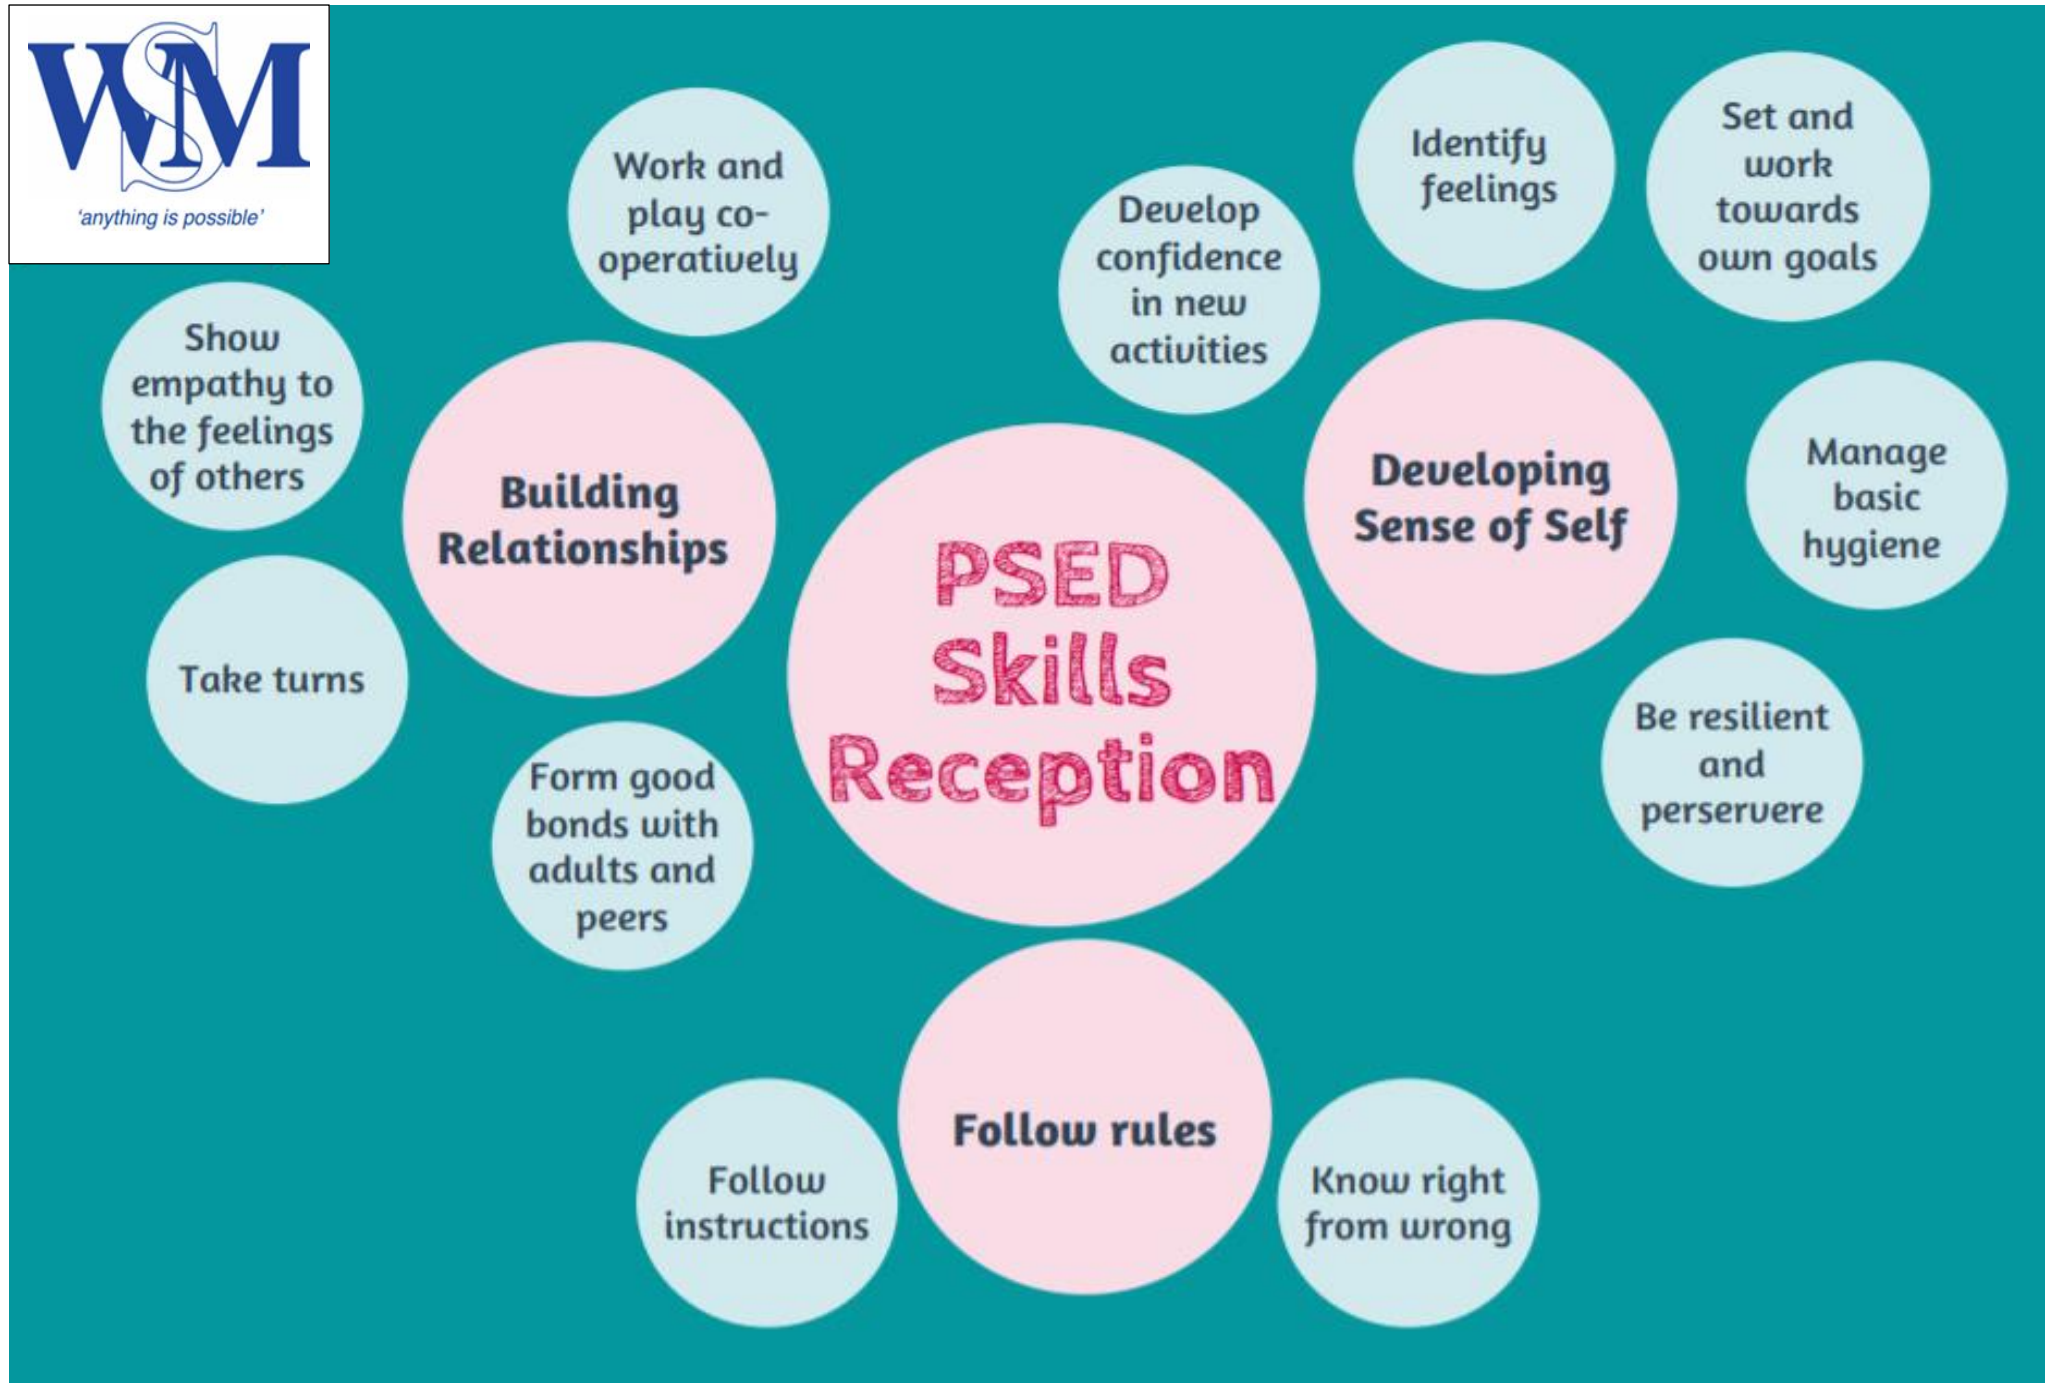 WSM
'anything is possible'
Work and
play co-
operatively
Show
empathy to
the feelings
of others
Building
Relationships
Take turns
Form good
bonds with
adults and
peers
Develop
confidence
in new
activities
Identify
feelings
Set and
work
towards
own goals
Developing
Sense of Self
Manage
basic
hygiene
Be resilient
and
perservere
PSED
Skills
Reception
Follow rules
Follow
instructions
Know right
from wrong